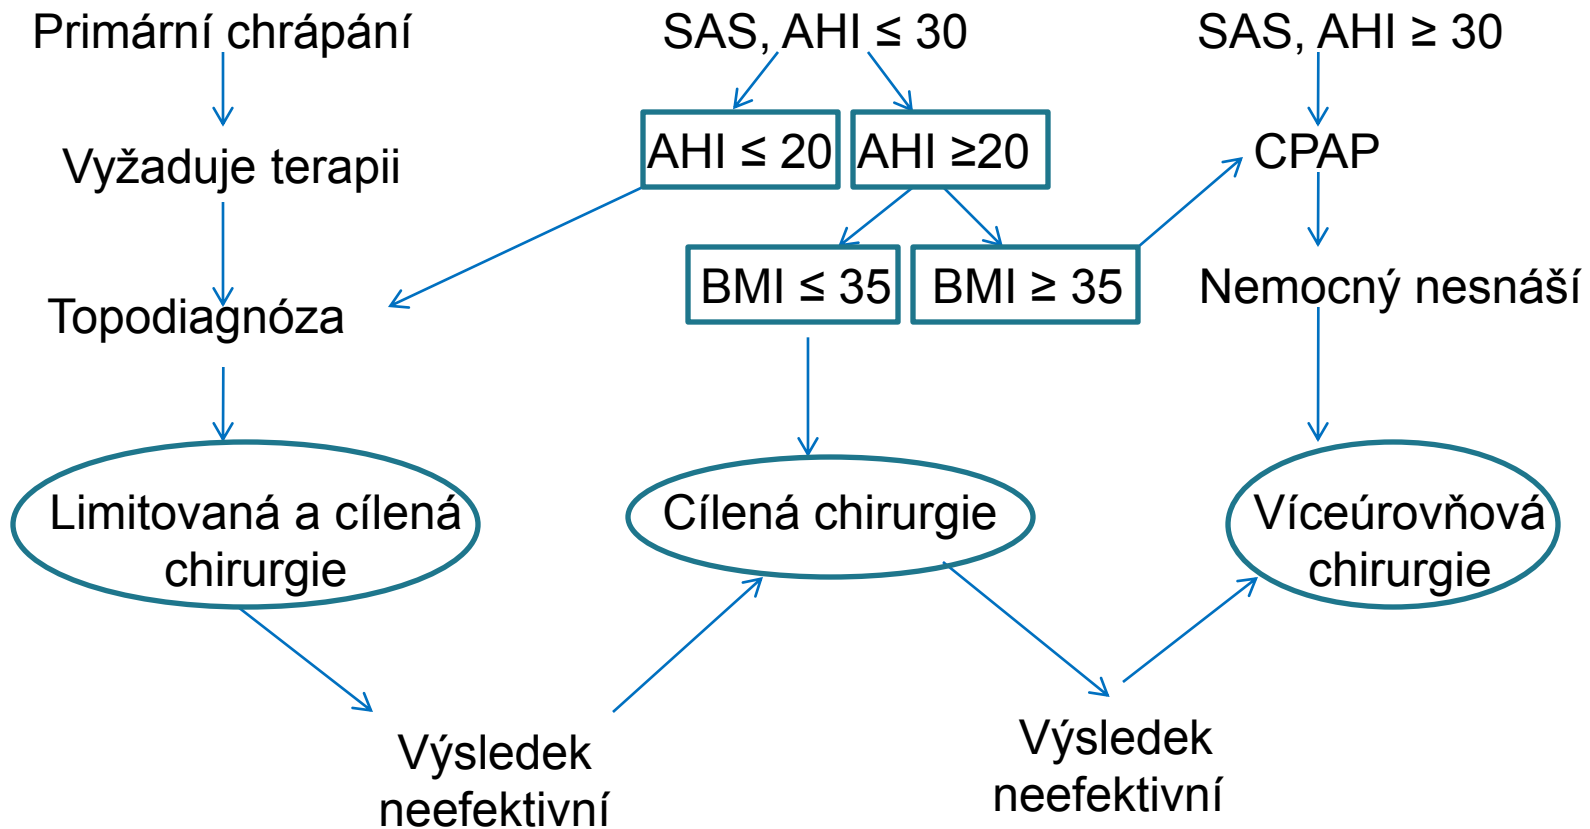 Primární chrápání
SAS, AHI ≤ 30
SAS, AHI ≥ 30
Vyžaduje terapii
AHI ≤ 20
AHI ≥20
CPAP
Topodiagnóza
BMI ≤ 35
BMI ≥ 35
Nemocný nesnáší
Limitovaná a cílená
chirurgie
Cílená chirurgie
Víceúrovňová
chirurgie
Výsledek
neefektivní
Výsledek
neefektivní